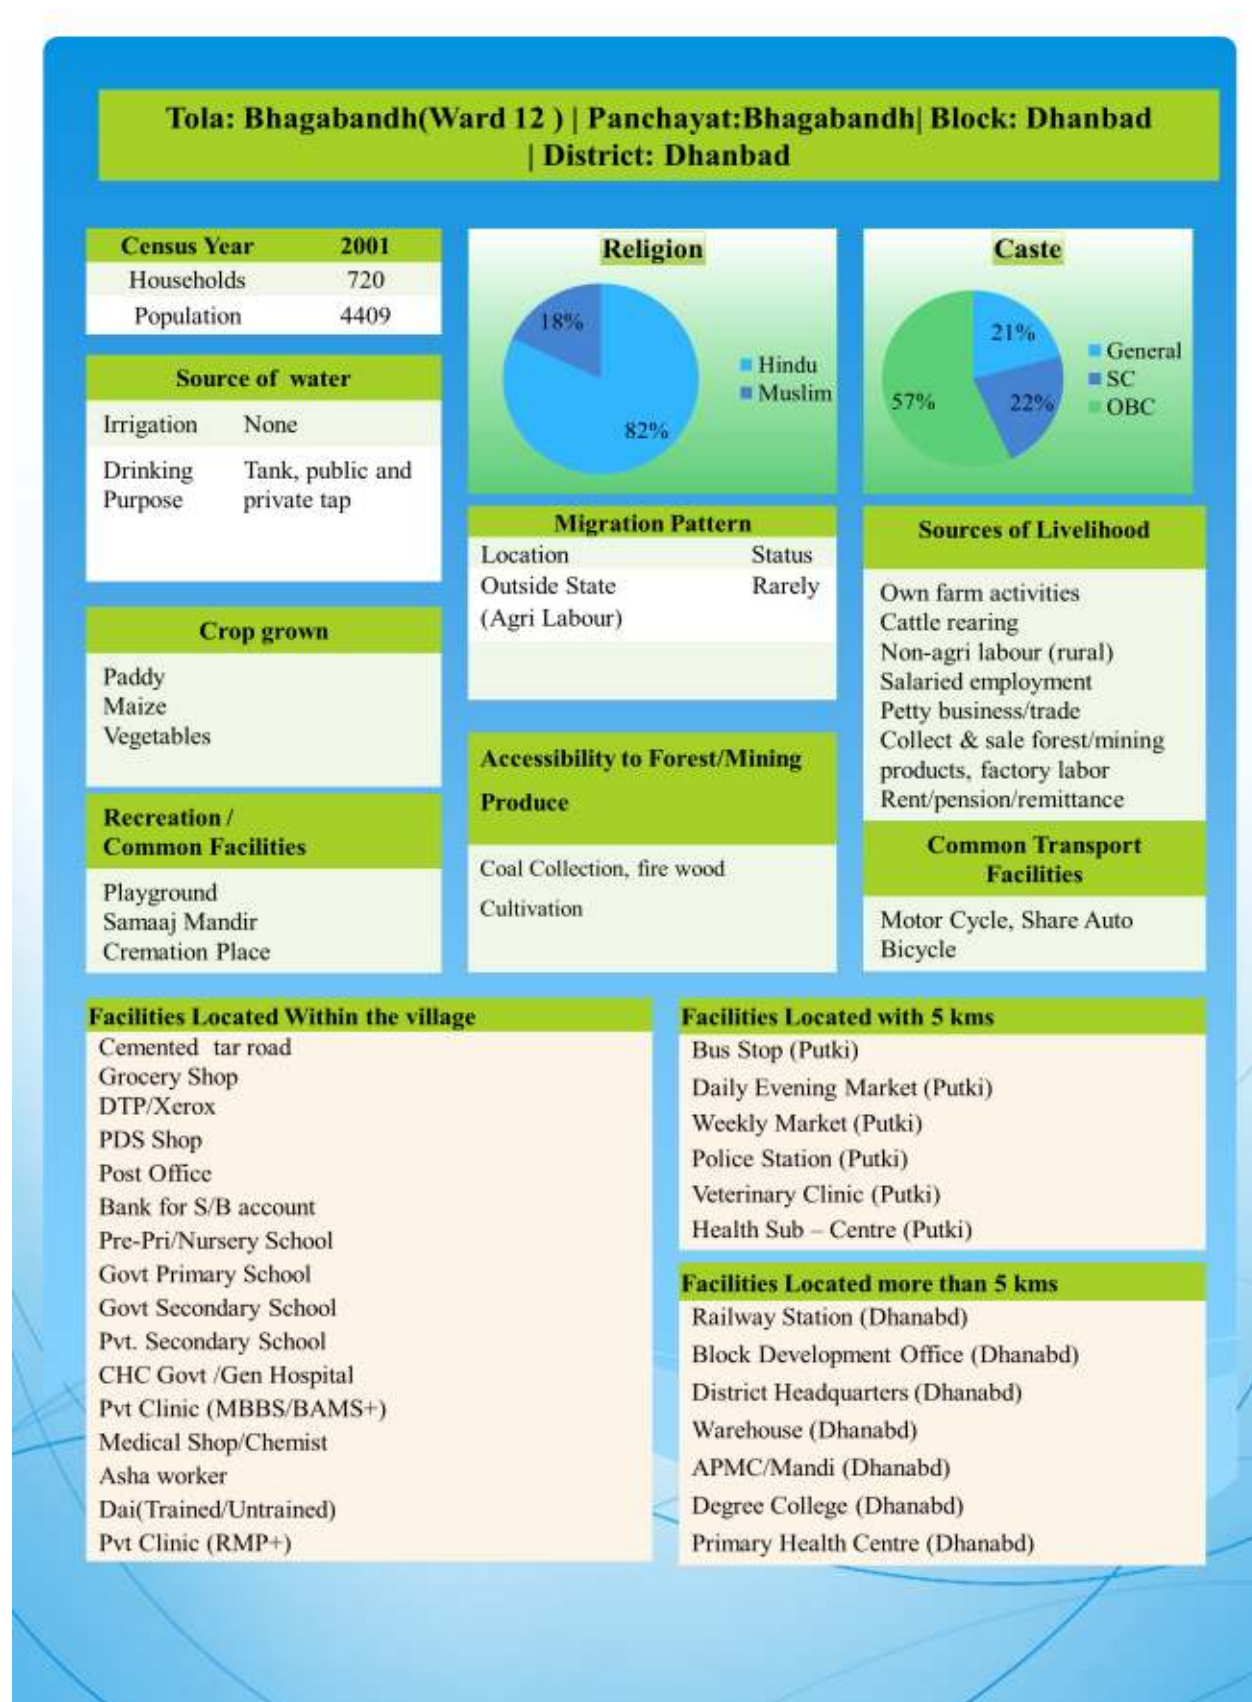 Tola: Bhagabandh(Ward 12 ) | Panchayat:Bhagabandh| Block: Dhanbad
| District: Dhanbad
Census Year 2001
Households 720
Population 4409
Source of water
Irrigation None
Drinking Tank, public and
Purpose private tap
Crop grown
Paddy
Maize
Vegetables
Recreation /
Common Facilities
Playground
Samaaj Mandir
Cremation Place
Religion
18%
82%
Hindu
Muslim
Migration Pattern
Location Status
Outside State Rarely
(Agri Labour)
Accessibility to Forest/Mining
Produce
Coal Collection, fire wood
Cultivation
Caste
21%
57%
22%
General
SC
OBC
Sources of Livelihood
Own farm activities
Cattle rearing
Non-agri labour (rural)
Salaried employment
Petty business/trade
Collect & sale forest/mining
products, factory labor
Rent/pension/remittance
Common Transport
Facilities
Motor Cycle, Share Auto
Bicycle
Facilities Located Within the village
Cemented tar road
Grocery Shop
DTP/Xerox
PDS Shop
Post Office
Bank for S/B account
Pre-Pri/Nursery School
Govt Primary School
Govt Secondary School
Pvt. Secondary School
CHC Govt /Gen Hospital
Pvt Clinic (MBBS/BAMS+)
Medical Shop/Chemist
Asha worker
Dai(Trained/Untrained)
Pvt Clinic (RMP+)
Facilities Located with 5 kms
Bus Stop (Putki)
Daily Evening Market (Putki)
Weekly Market (Putki)
Police Station (Putki)
Veterinary Clinic (Putki)
Health Sub – Centre (Putki)
Facilities Located more than 5 kms
Railway Station (Dhanabd)
Block Development Office (Dhanabd)
District Headquarters (Dhanabd)
Warehouse (Dhanabd)
APMC/Mandi (Dhanabd)
Degree College (Dhanabd)
Primary Health Centre (Dhanabd)